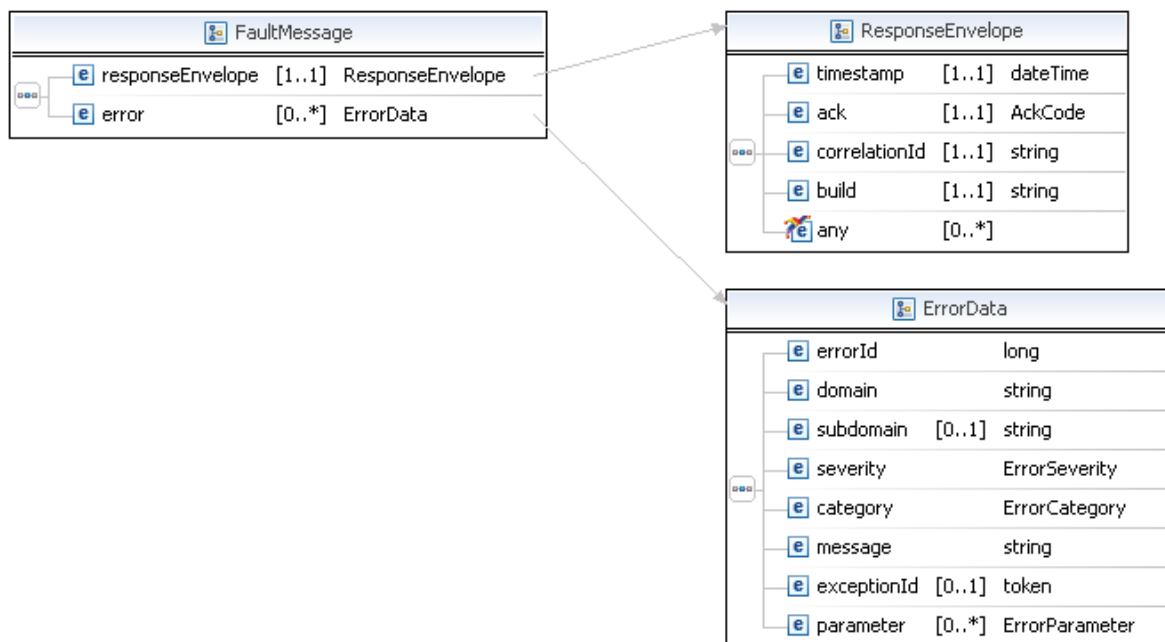 FaultMessage
responseEnvelope [1..1] ResponseEnvelope
error [0..*] ErrorData
ResponseEnvelope
timestamp [1..1] dateTime
ack [1..1] AckCode
correlationId [1..1] string
build [1..1] string
any [0..*]
ErrorData
errorId long
domain string
subdomain [0..1] string
severity ErrorSeverity
category ErrorCategory
message string
exceptionId [0..1] token
parameter [0..*] ErrorParameter